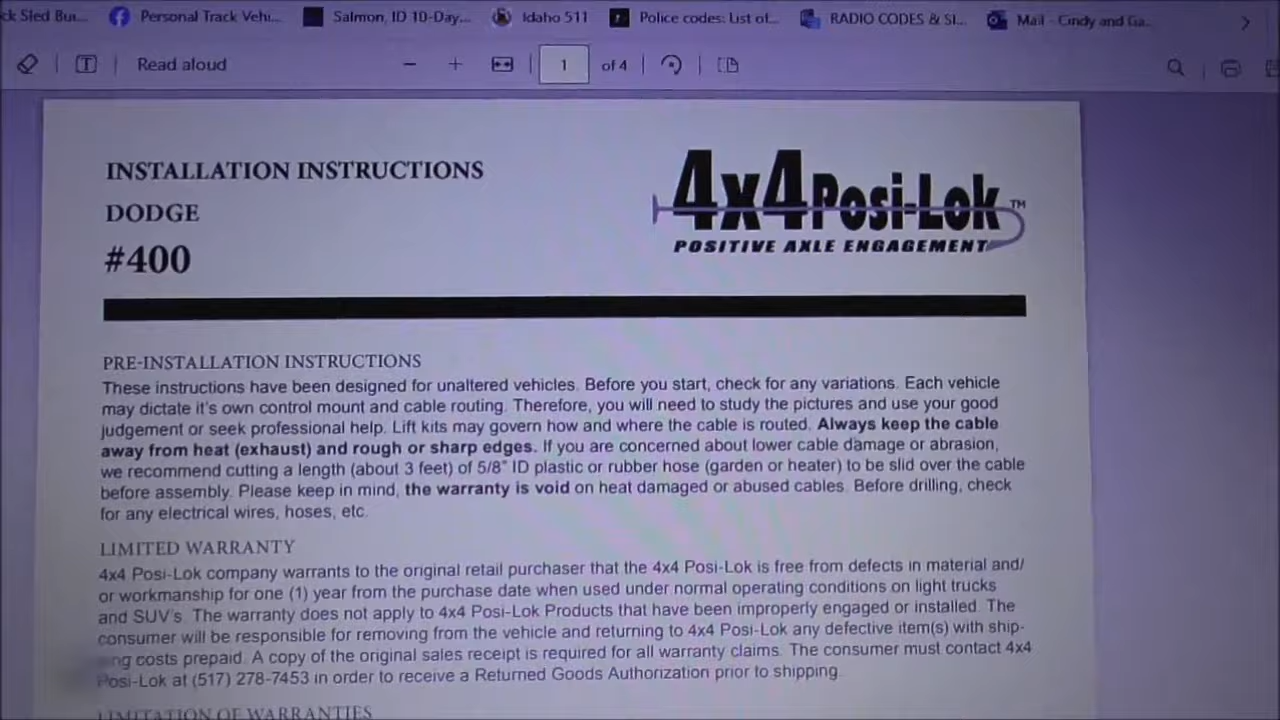 ck Sled Bui... Personal Track Vehi... Salmon, ID 10-Day... Idaho 511 Police codes: List of... RADIO CODES & SI... Mail - Cindy and Ga...
T Read aloud 1 of 4
INSTALLATION INSTRUCTIONS
DODGE
#400
4x4 Posi-Lok™
POSITIVE AXLE ENGAGEMENT
PRE-INSTALLATION INSTRUCTIONS
These instructions have been designed for unaltered vehicles. Before you start, check for any variations. Each vehicle
may dictate it's own control mount and cable routing. Therefore, you will need to study the pictures and use your good
judgement or seek professional help. Lift kits may govern how and where the cable is routed. Always keep the cable
away from heat (exhaust) and rough or sharp edges. If you are concerned about lower cable damage or abrasion,
we recommend cutting a length (about 3 feet) of 5/8" ID plastic or rubber hose (garden or heater) to be slid over the cable
before assembly. Please keep in mind, the warranty is void on heat damaged or abused cables. Before drilling, check
for any electrical wires, hoses, etc.
LIMITED WARRANTY
4x4 Posi-Lok company warrants to the original retail purchaser that the 4x4 Posi-Lok is free from defects in material and/
or workmanship for one (1) year from the purchase date when used under normal operating conditions on light trucks
and SUV's. The warranty does not apply to 4x4 Posi-Lok Products that have been improperly engaged or installed. The
consumer will be responsible for removing from the vehicle and returning to 4x4 Posi-Lok any defective item(s) with ship-
ing costs prepaid. A copy of the original sales receipt is required for all warranty claims. The consumer must contact 4x4
Posi-Lok at (517) 278-7453 in order to receive a Returned Goods Authorization prior to shipping.
LIMITATION OF WARRANTIES